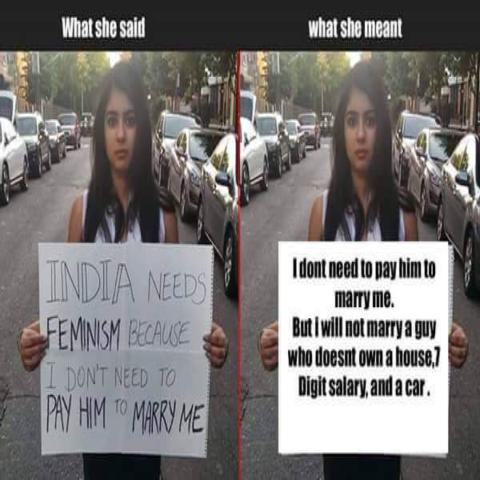 What she said
INDIA NEEDS
FEMINISM BECAUSE
I DON'T NEED TO
PAY HIM TO MARRY ME
what she meant
I dont need to pay him to
marry me.
But i will not marry a guy
who doesnt own a house,7
Digit salary, and a car .